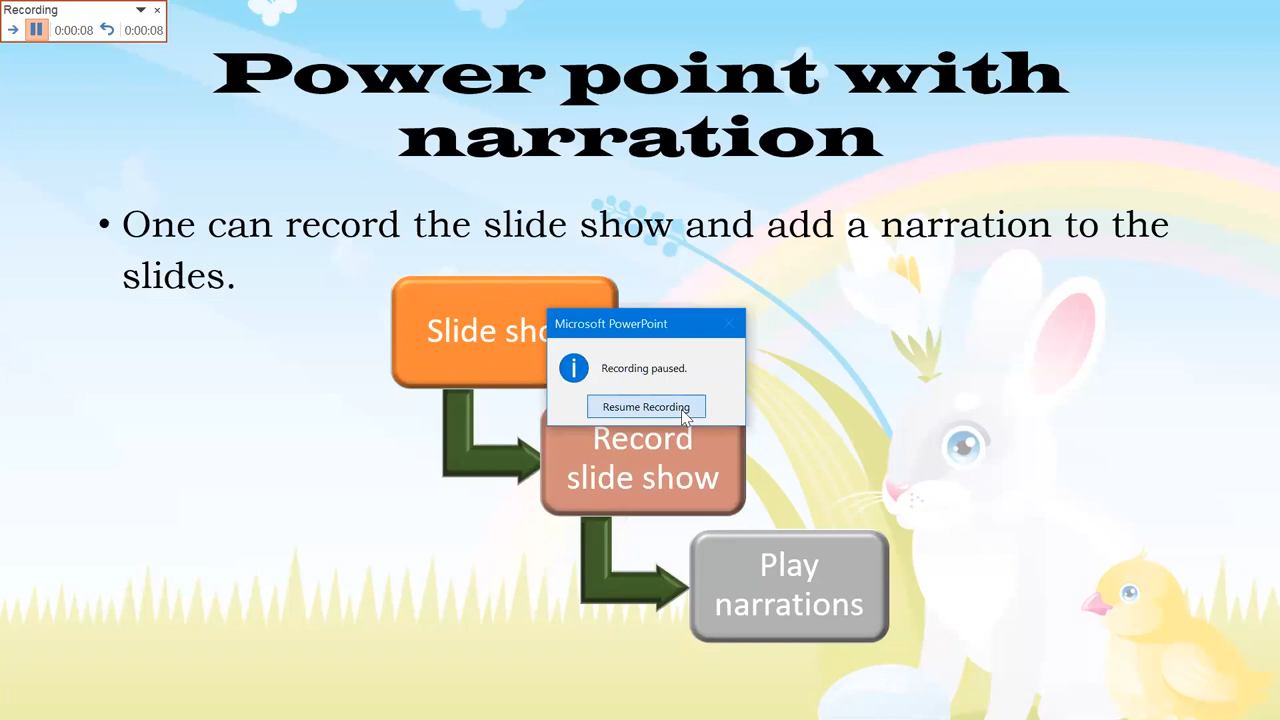 Recording
0:00:08 0:00:08
Power point with
narration
• One can record the slide show and add a narration to the
slides.
Slide sho
Microsoft PowerPoint
i
Recording paused.
Resume Recording
Record
slide show
Play
narrations